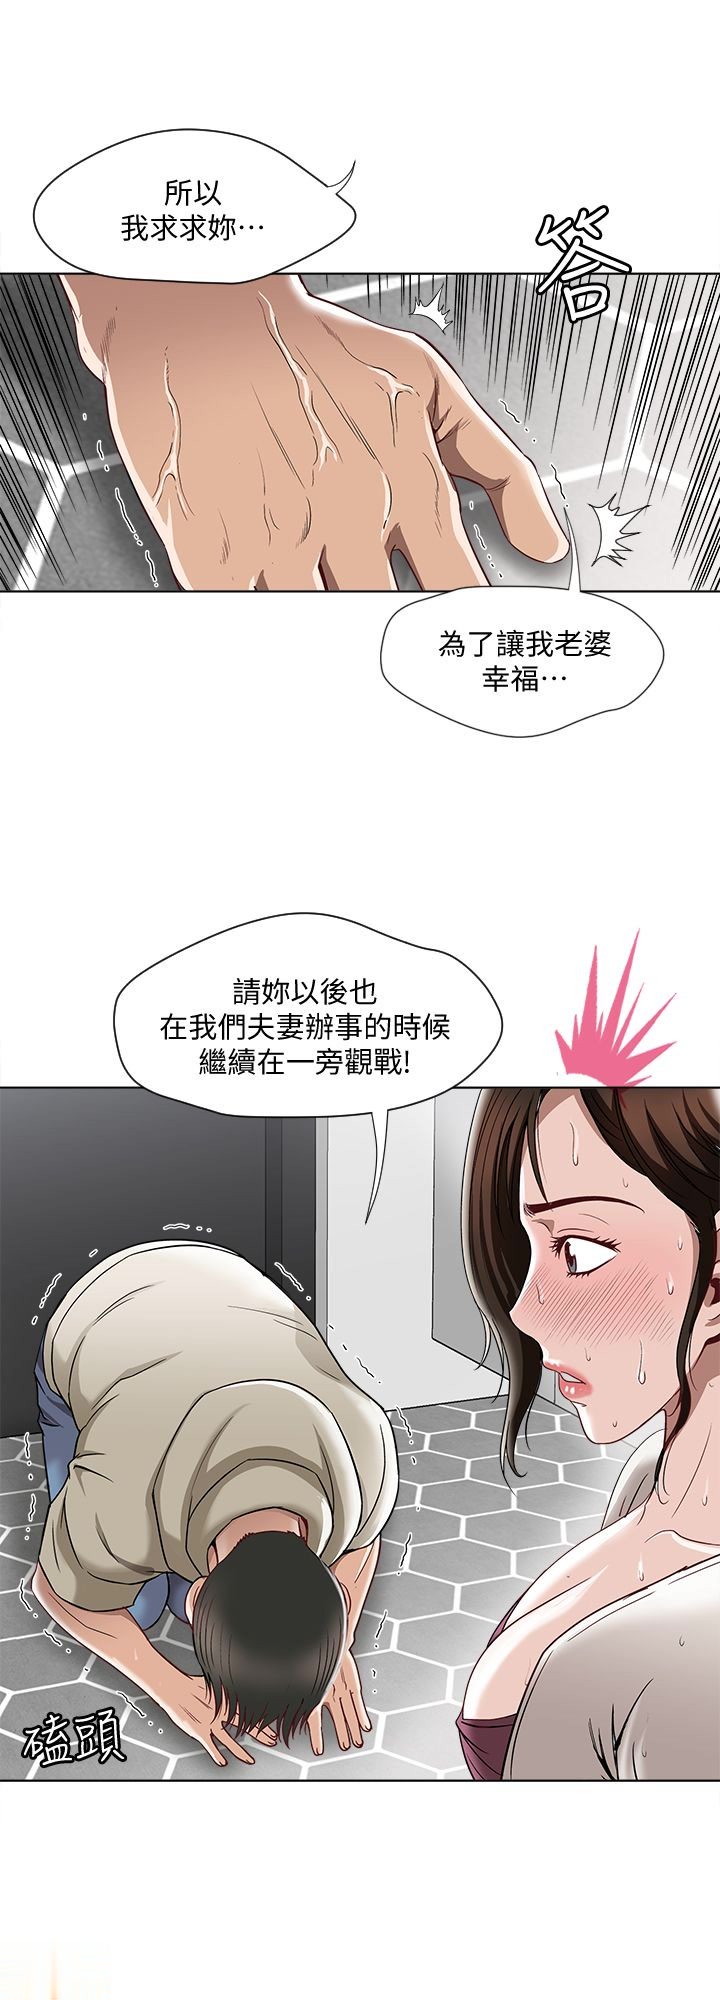 所以
我求求妳⋯
答
為了讓我老婆
幸福⋯
請妳以後也
在我們夫妻辦事的時候
繼續在一旁觀戰!
磕頭